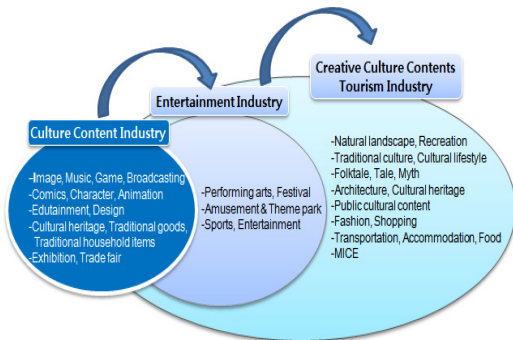 Creative Culture Contents
Tourism Industry
Entertainment Industry
Culture Content Industry
-Image, Music, Game, Broadcasting
-Comics, Character, Animation
-Edutainment, Design
-Cultural heritage, Traditional goods,
Traditional household items
-Exhibition, Trade fair
-Performing arts, Festival
-Amusement & Theme park
-Sports, Entertainment
-Natural landscape, Recreation
-Traditional culture, Cultural lifestyle
-Folktale, Tale, Myth
-Architecture, Cultural heritage
-Public cultural content
-Fashion, Shopping
-Transportation, Accommodation, Food
-MICE